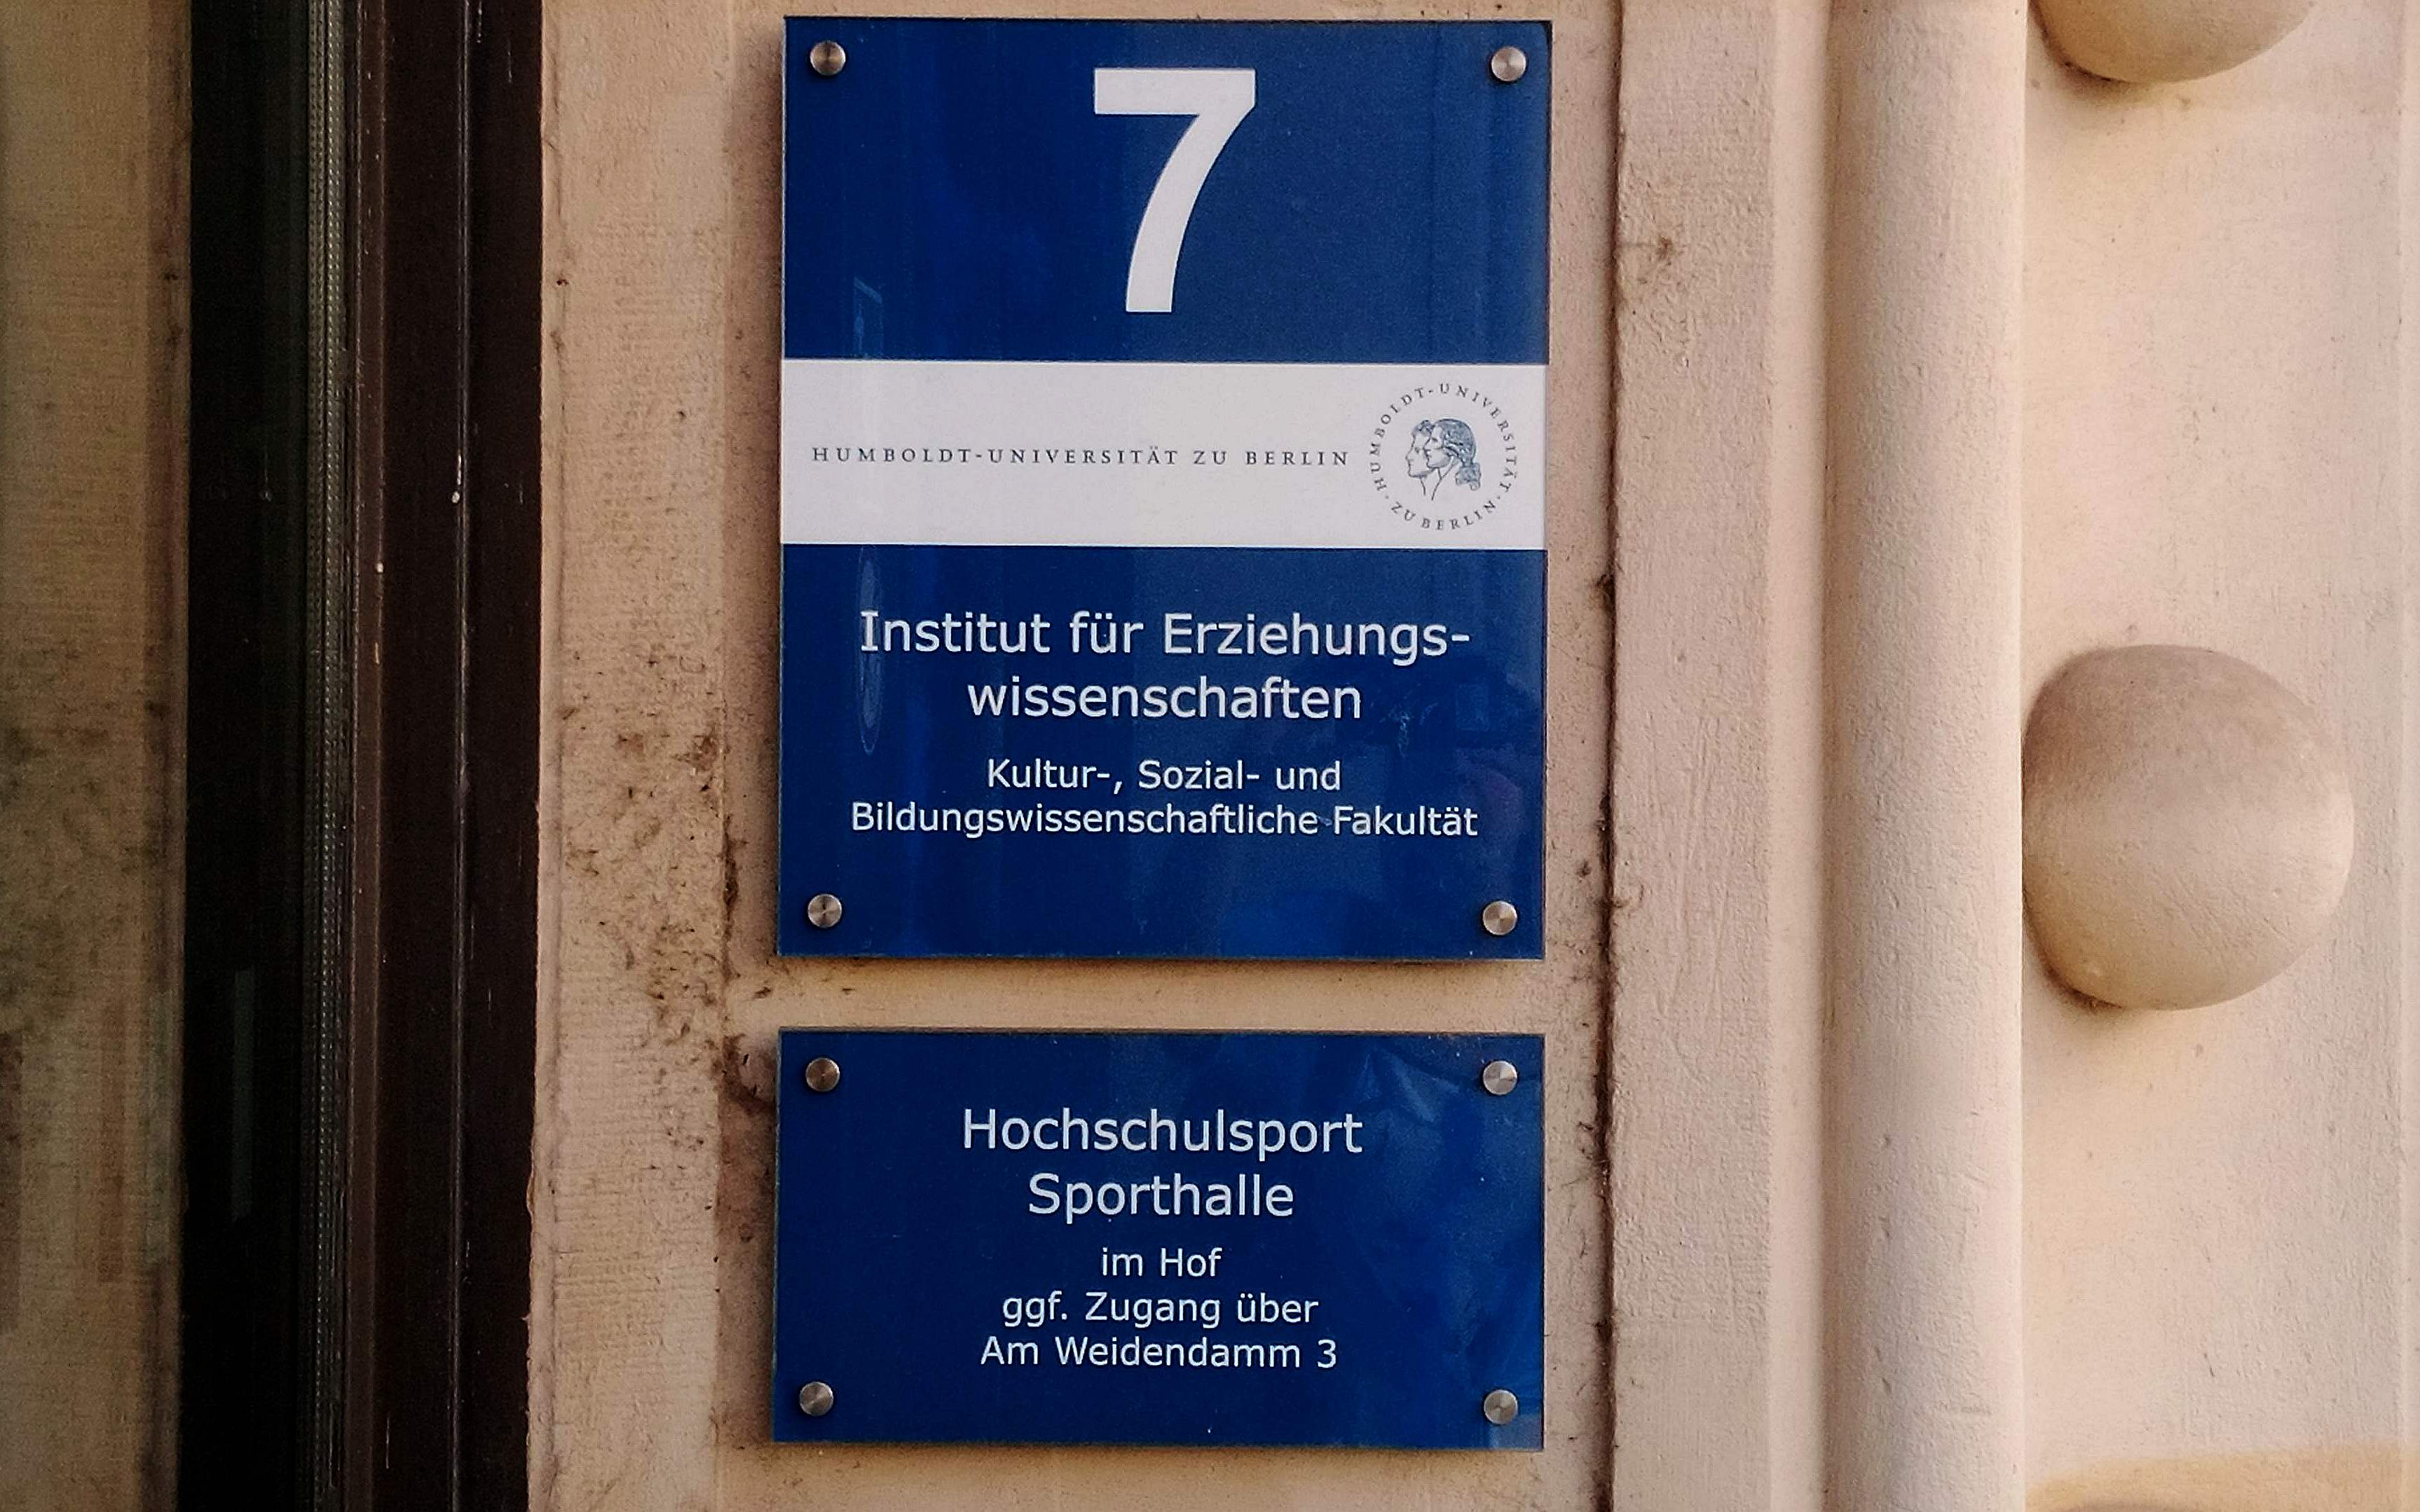 7
HUMBOLDT-UNIVERSITÄT ZU BERLIN
HUMBOLDT-UNIVERSITÄT · ZU BERLIN ·
Institut für Erziehungs-
wissenschaften
Kultur-, Sozial- und
Bildungswissenschaftliche Fakultät
Hochschulsport
Sporthalle
im Hof
ggf. Zugang über
Am Weidendamm 3